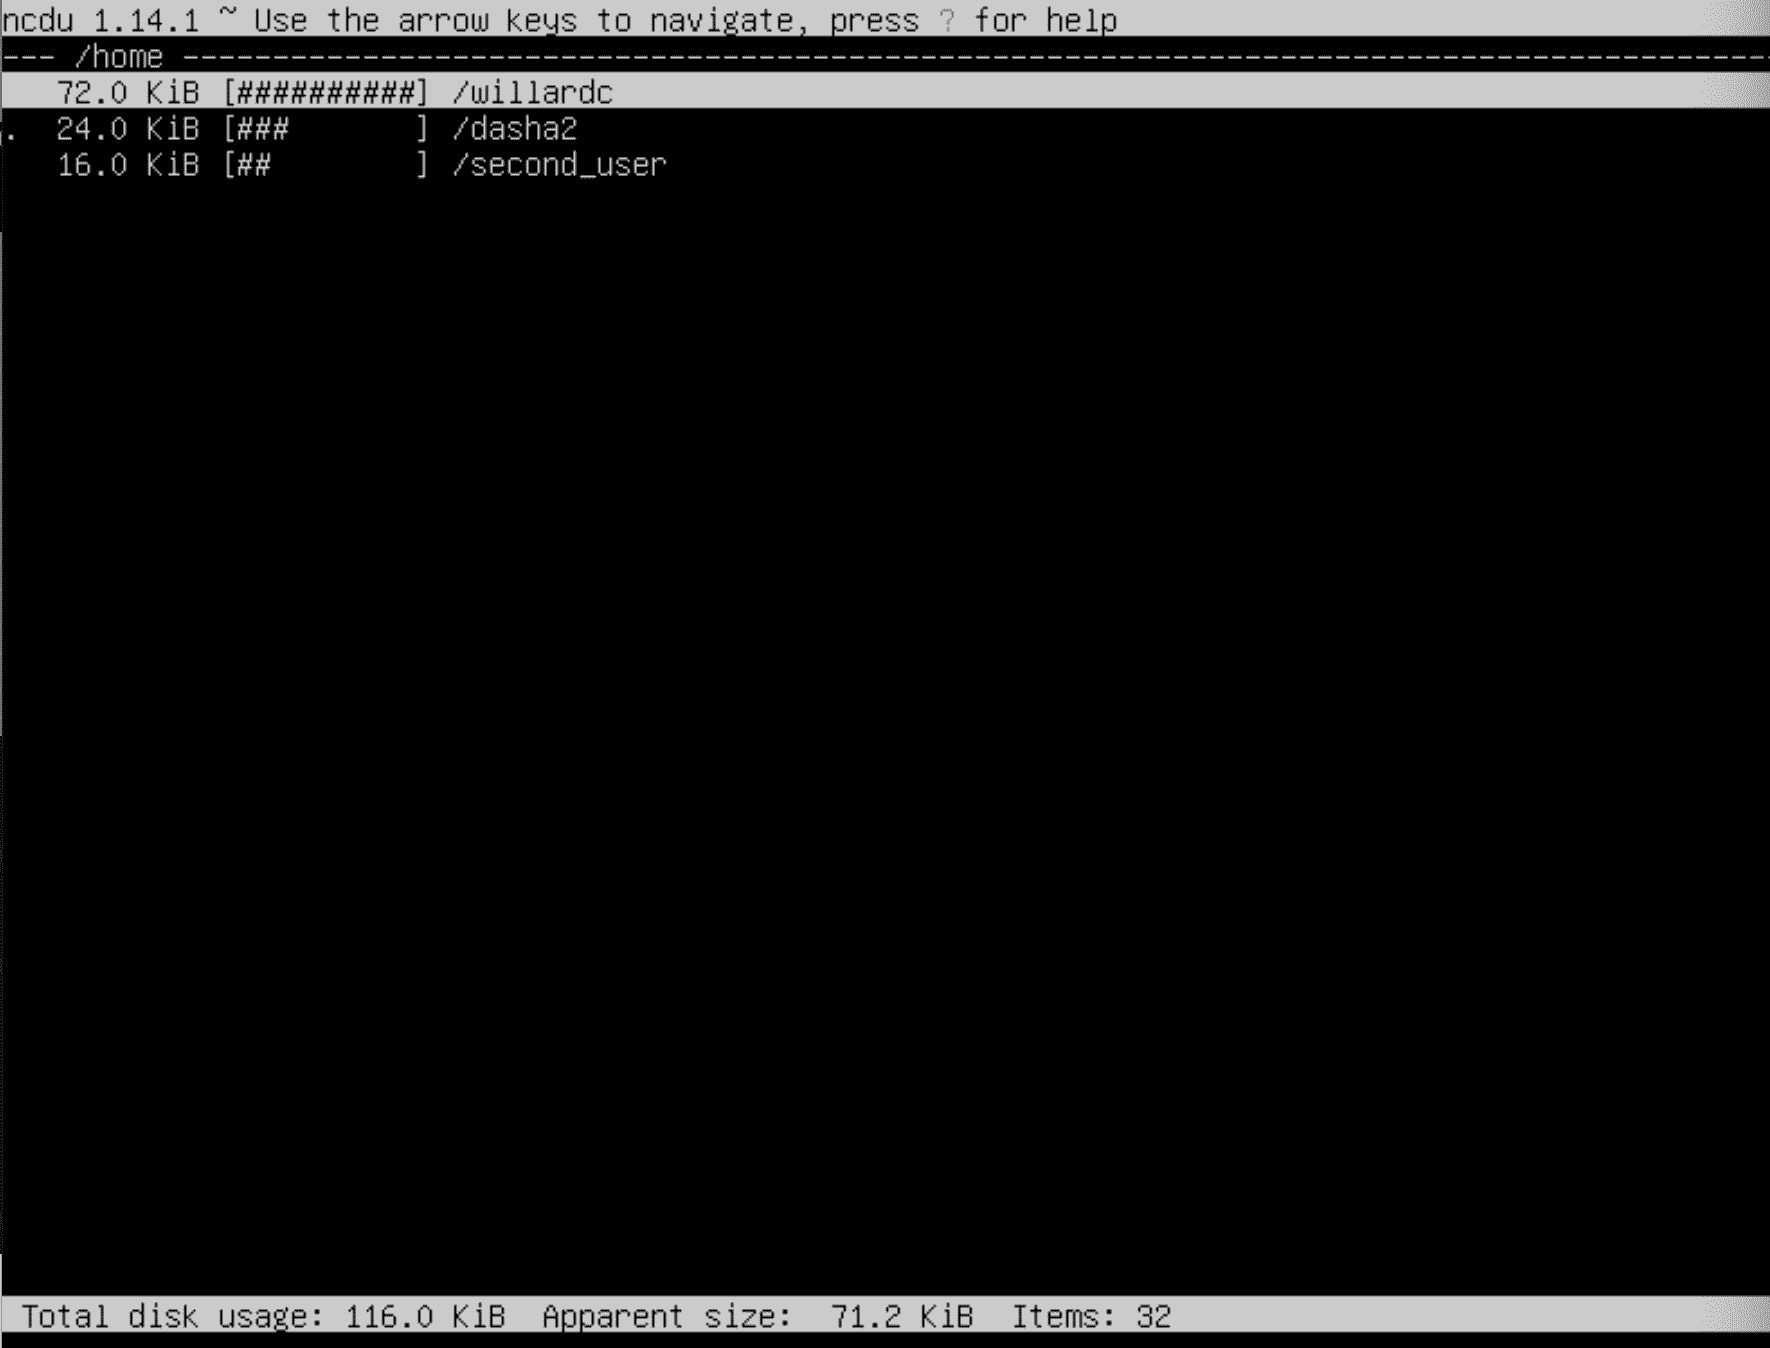 ncdu 1.14.1 ~ Use the arrow keys to navigate, press ? for help
--- /home ----------------------------------------------------------------------------------------
   72.0 KiB [##########] /willardc
.  24.0 KiB [###       ] /dasha2
   16.0 KiB [##        ] /second_user
 Total disk usage: 116.0 KiB  Apparent size:  71.2 KiB  Items: 32